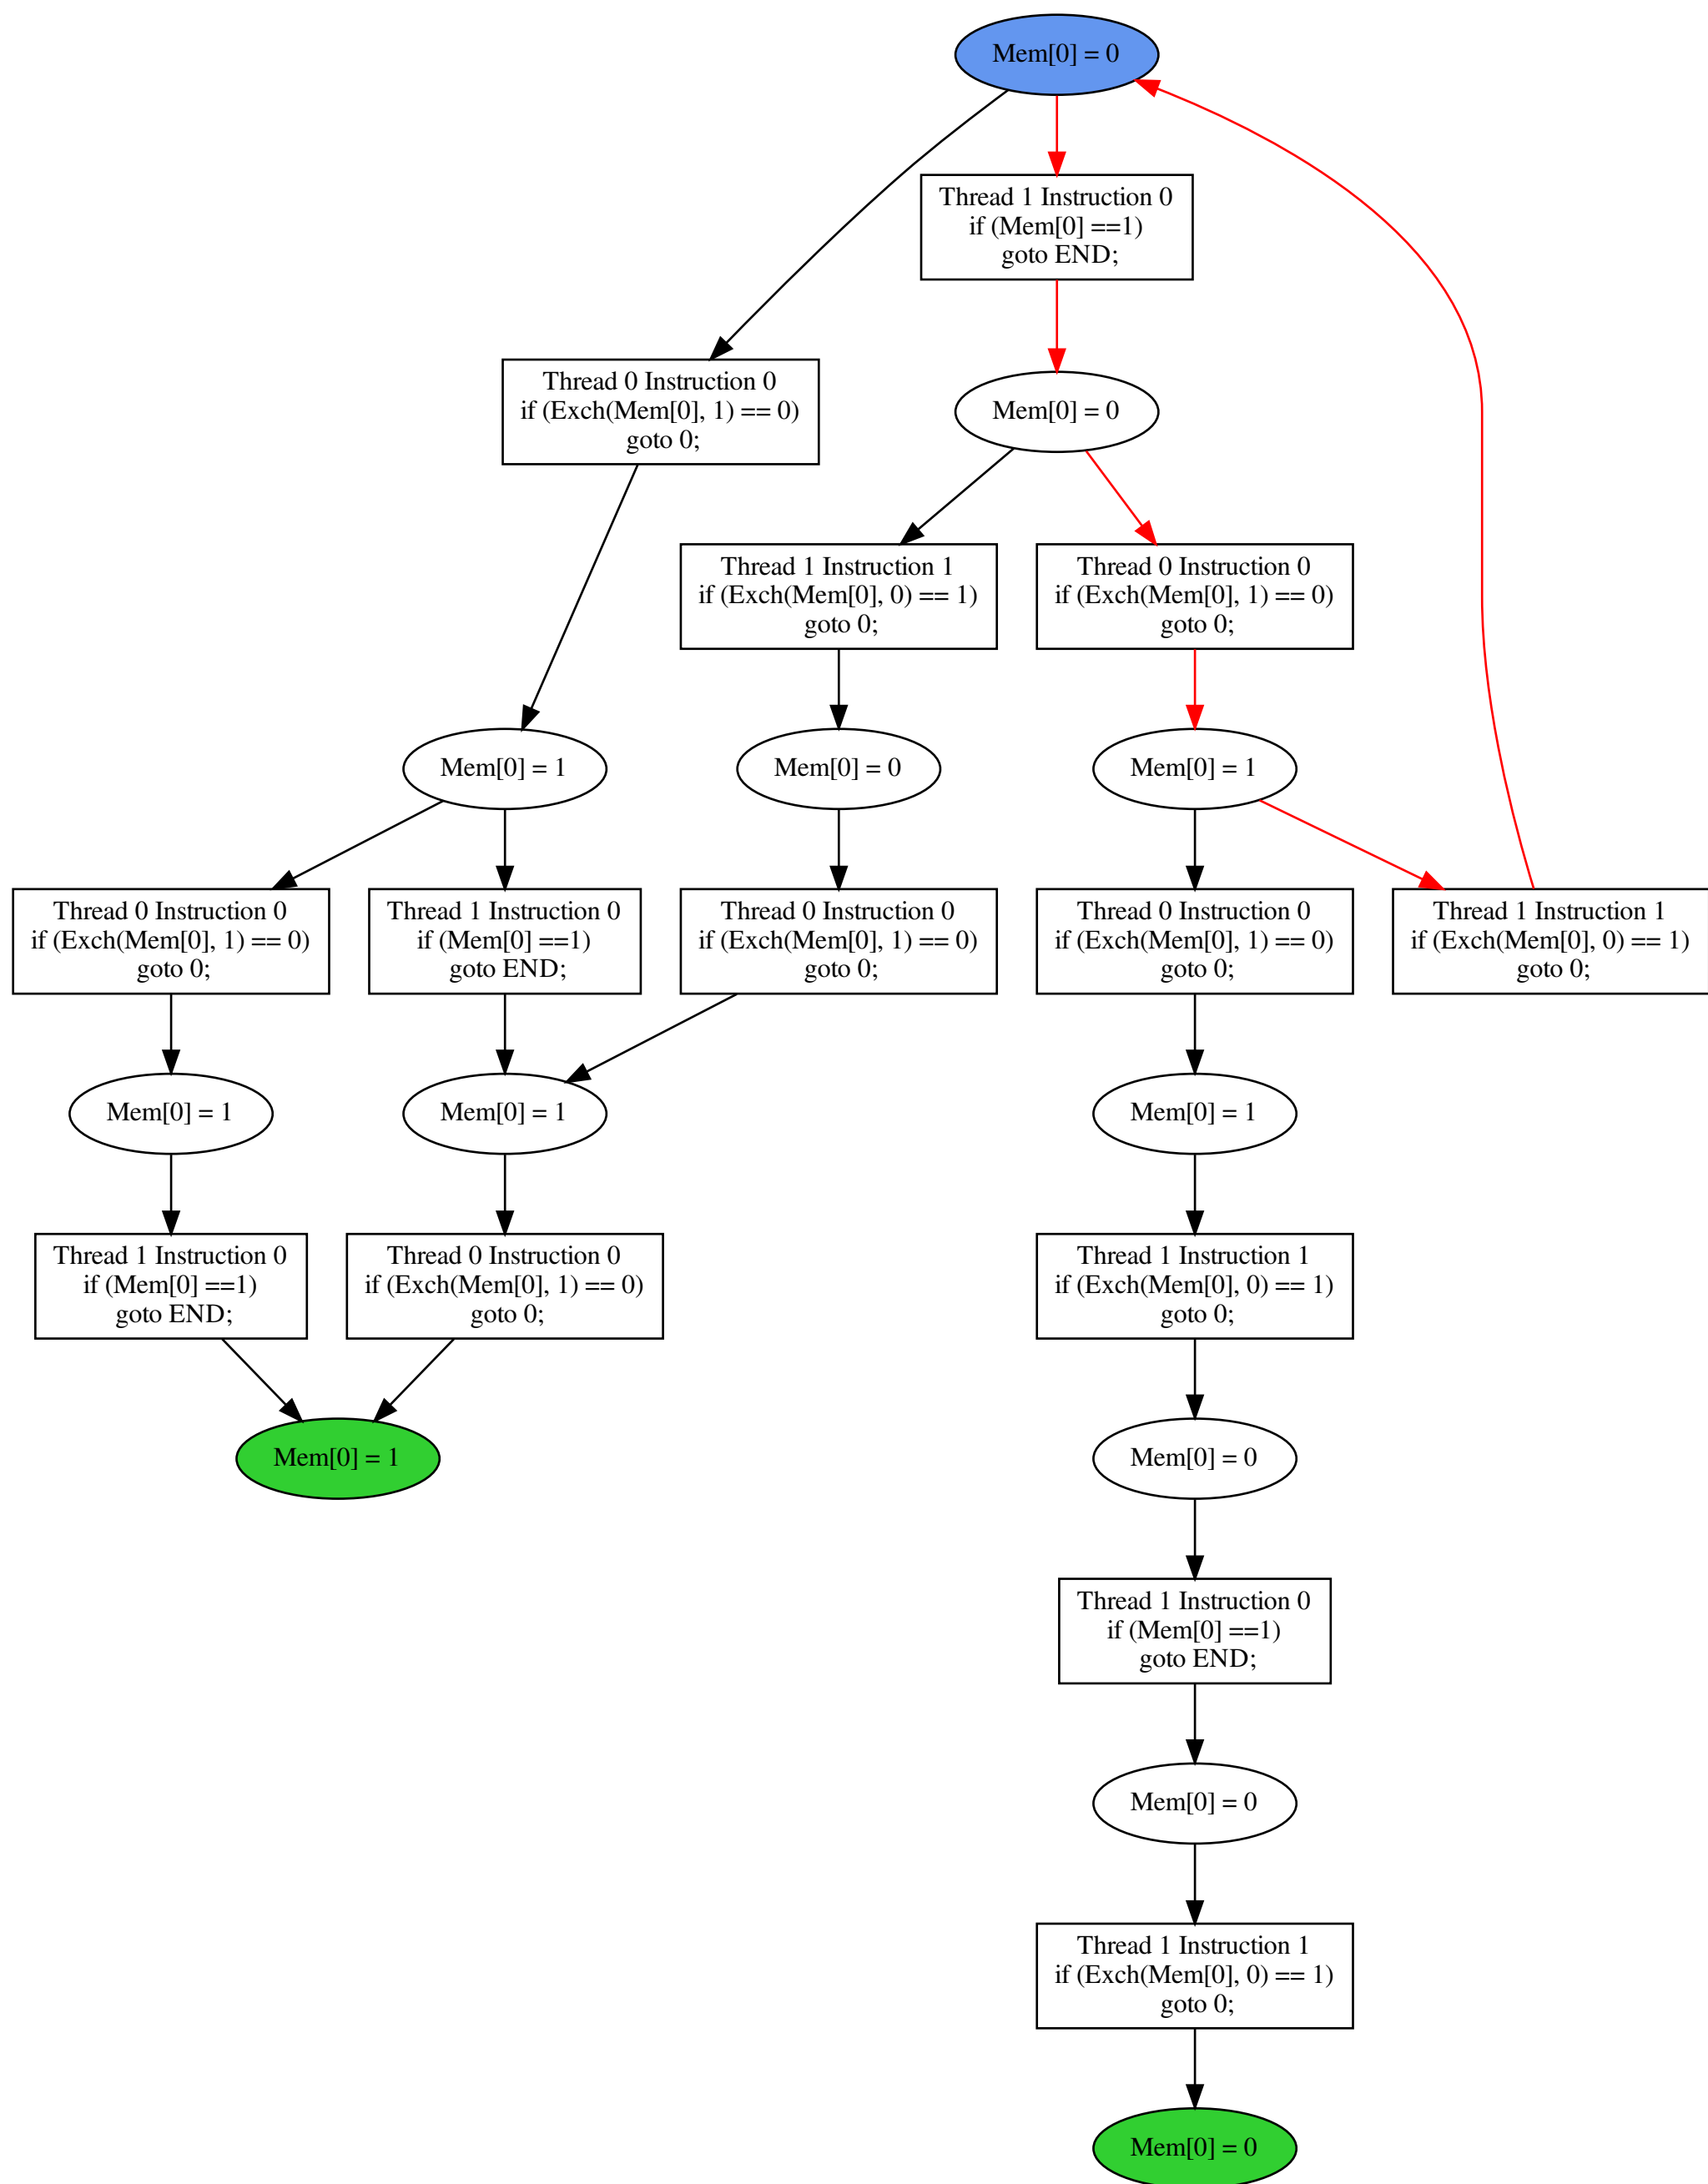 Mem[0] = 0
Thread 1 Instruction 0
if (Mem[0] ==1)
goto END;
Thread 0 Instruction 0
if (Exch(Mem[0], 1) == 0)
goto 0;
Mem[0] = 0
Thread 1 Instruction 1
if (Exch(Mem[0], 0) == 1)
goto 0;
Thread 0 Instruction 0
if (Exch(Mem[0], 1) == 0)
goto 0;
Mem[0] = 1
Mem[0] = 0
Mem[0] = 1
Thread 0 Instruction 0
if (Exch(Mem[0], 1) == 0)
goto 0;
Thread 1 Instruction 0
if (Mem[0] ==1)
goto END;
Thread 0 Instruction 0
if (Exch(Mem[0], 1) == 0)
goto 0;
Thread 0 Instruction 0
if (Exch(Mem[0], 1) == 0)
goto 0;
Thread 1 Instruction 1
if (Exch(Mem[0], 0) == 1)
goto 0;
Mem[0] = 1
Mem[0] = 1
Mem[0] = 1
Thread 1 Instruction 0
if (Mem[0] ==1)
goto END;
Thread 0 Instruction 0
if (Exch(Mem[0], 1) == 0)
goto 0;
Thread 1 Instruction 1
if (Exch(Mem[0], 0) == 1)
goto 0;
Mem[0] = 1
Mem[0] = 0
Thread 1 Instruction 0
if (Mem[0] ==1)
goto END;
Mem[0] = 0
Thread 1 Instruction 1
if (Exch(Mem[0], 0) == 1)
goto 0;
Mem[0] = 0